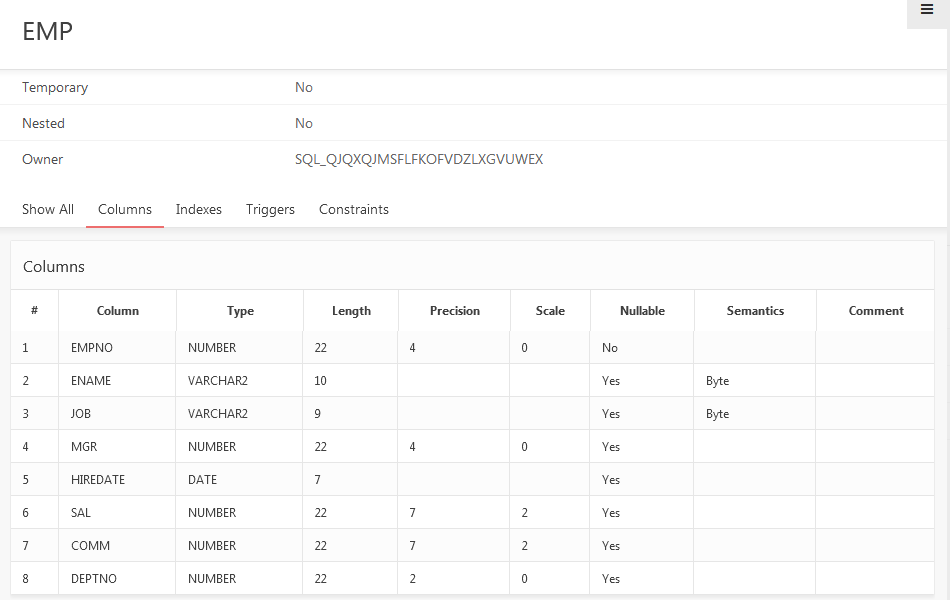 EMP
Temporary No
Nested No
Owner SQL_QJQXQJMSFLFKOFVDZLXGVUWEX
Show All Columns Indexes Triggers Constraints
Columns
# Column Type Length Precision Scale Nullable Semantics Comment
1 EMPNO NUMBER 22 4 0 No
2 ENAME VARCHAR2 10 Yes Byte
3 JOB VARCHAR2 9 Yes Byte
4 MGR NUMBER 22 4 0 Yes
5 HIREDATE DATE 7 Yes
6 SAL NUMBER 22 7 2 Yes
7 COMM NUMBER 22 7 2 Yes
8 DEPTNO NUMBER 22 2 0 Yes